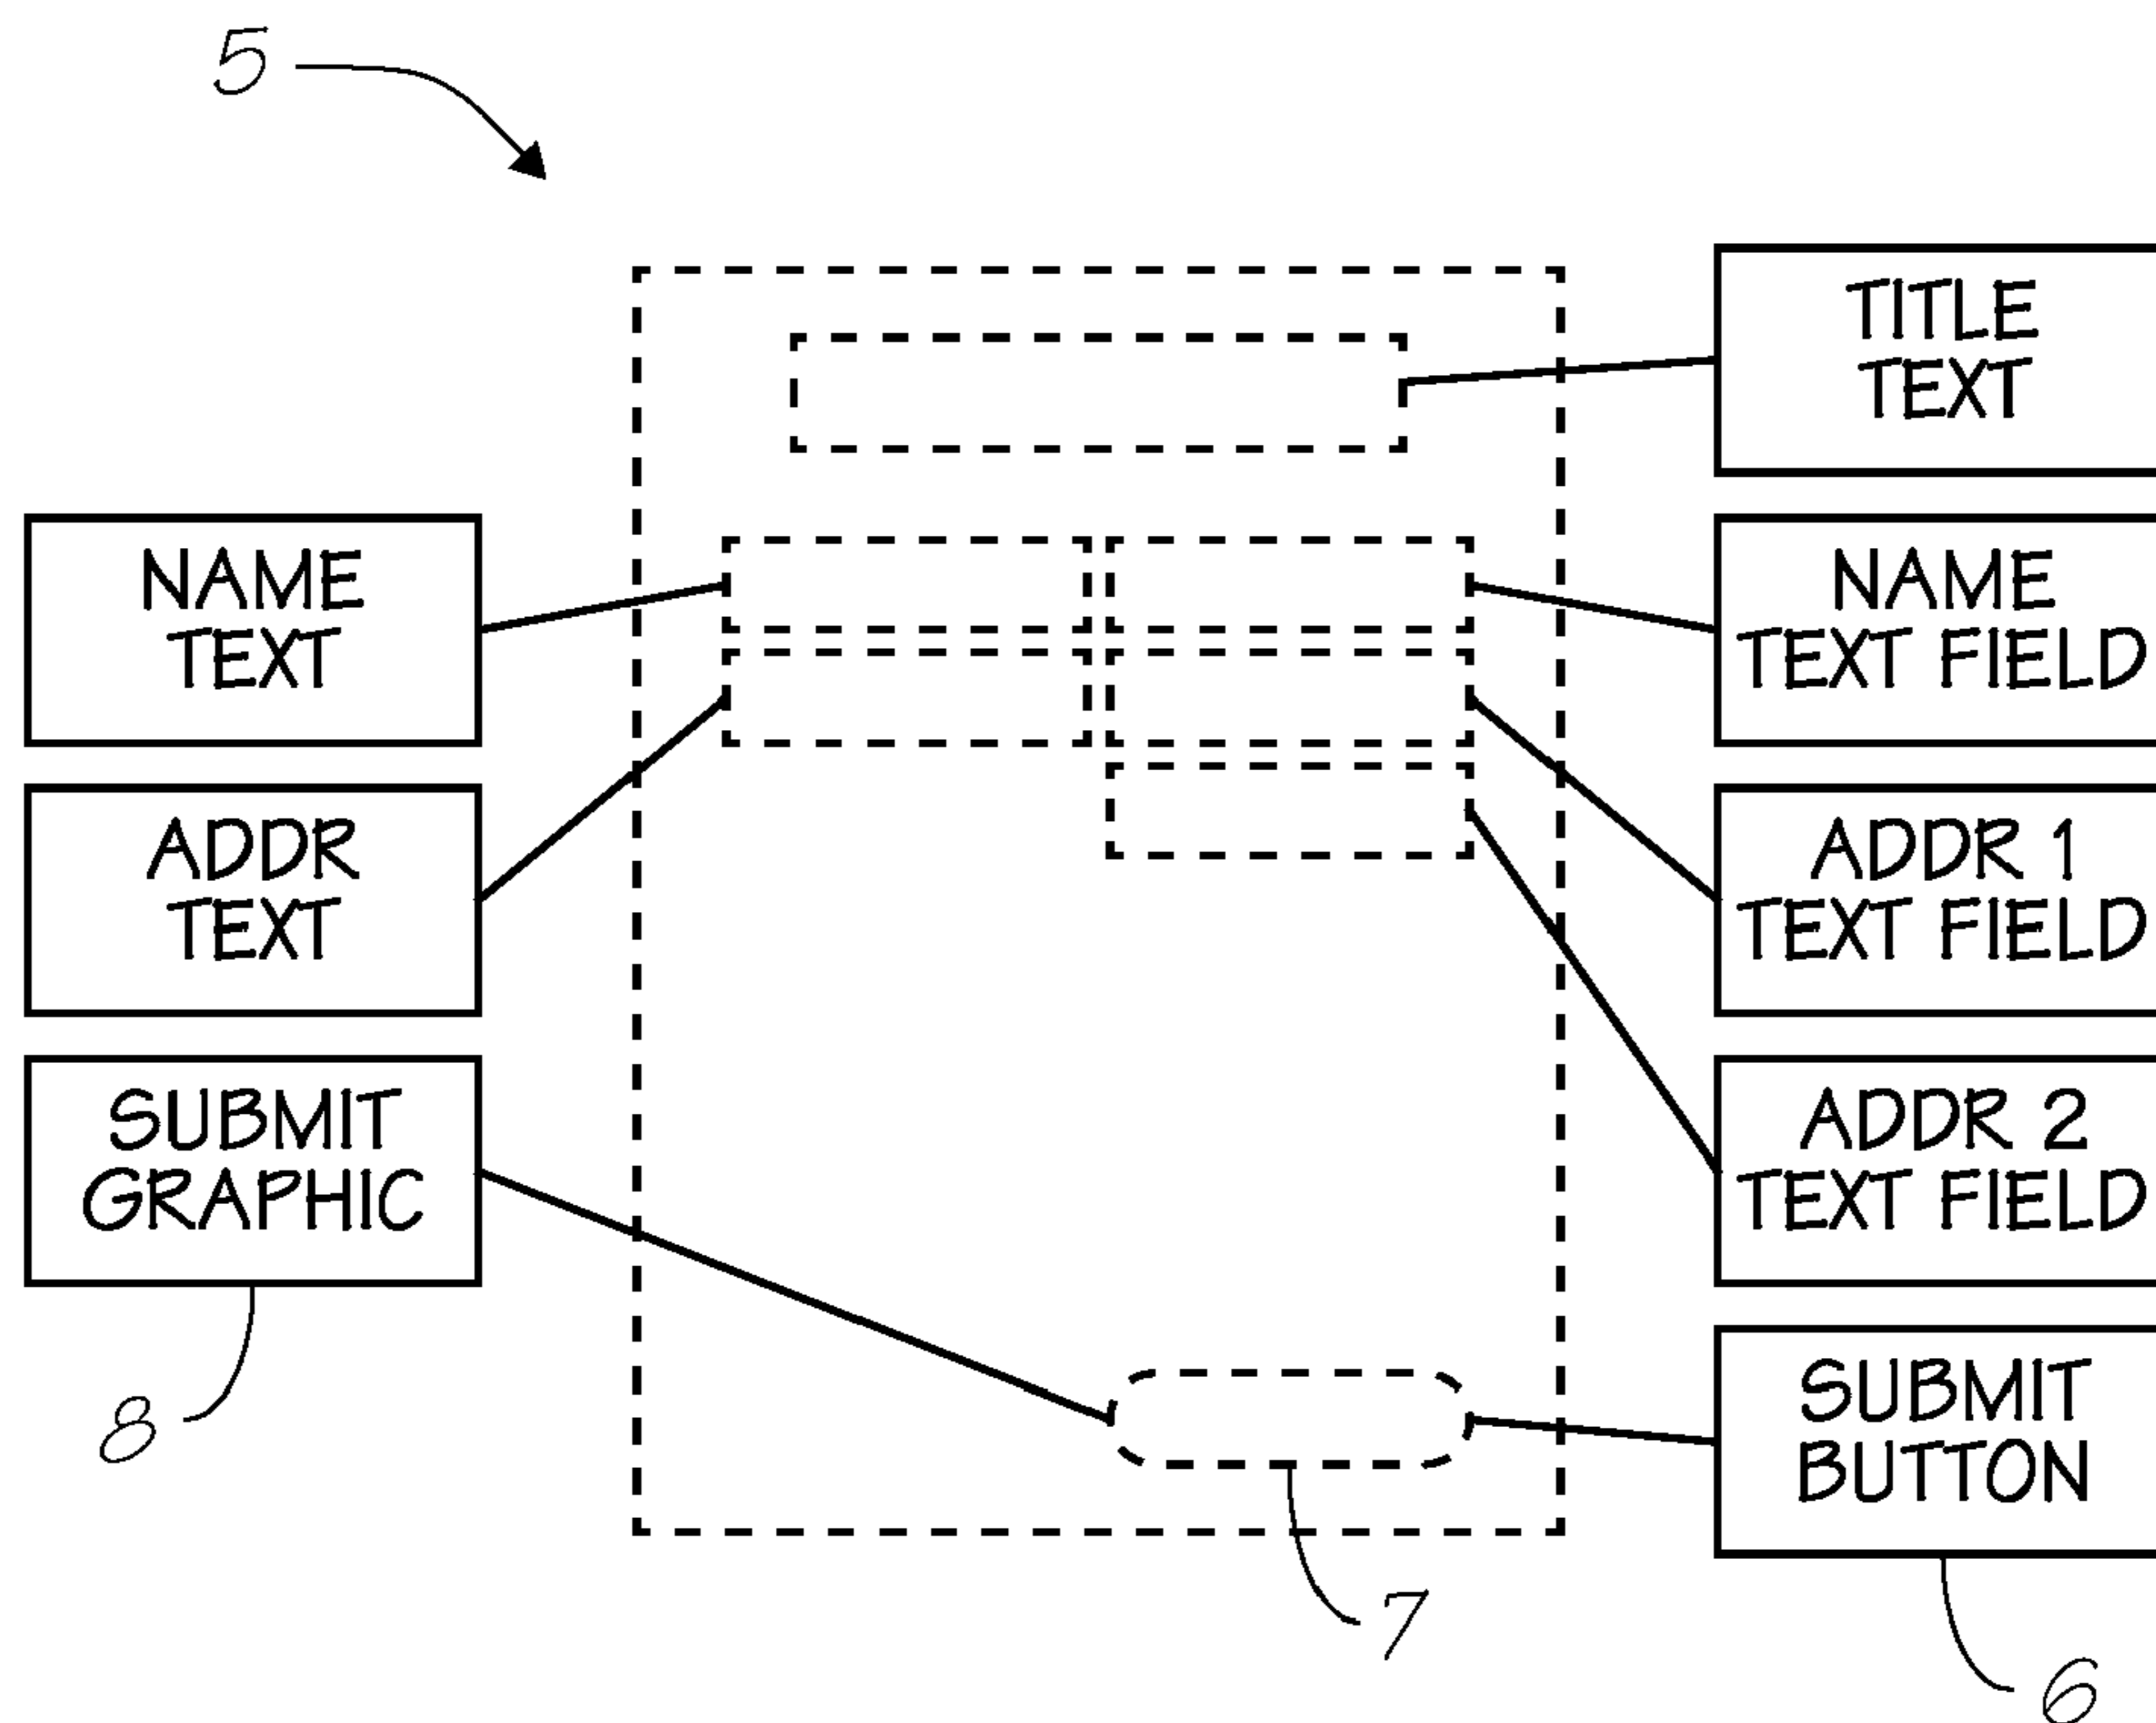 5
TITLE
TEXT
NAME
TEXT
NAME
TEXT FIELD
ADDR
TEXT
ADDR 1
TEXT FIELD
SUBMIT
GRAPHIC
ADDR 2
TEXT FIELD
SUBMIT
BUTTON
8
7
6